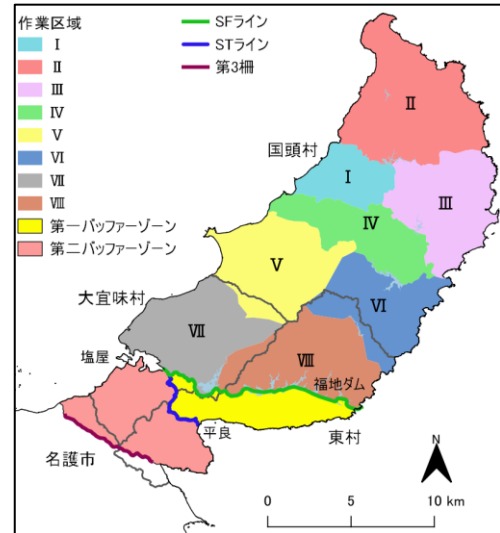 作業区域
Ⅰ
Ⅱ
Ⅲ
Ⅳ
Ⅴ
Ⅵ
Ⅶ
Ⅷ
第一バッファーゾーン
第二バッファーゾーン
SFライン
STライン
第3柵
Ⅱ
国頭村
Ⅰ
Ⅲ
Ⅳ
Ⅴ
Ⅵ
大宜味村
Ⅶ
Ⅷ
塩屋
福地ダム
平良
東村
名護市
N
0 5 10 km